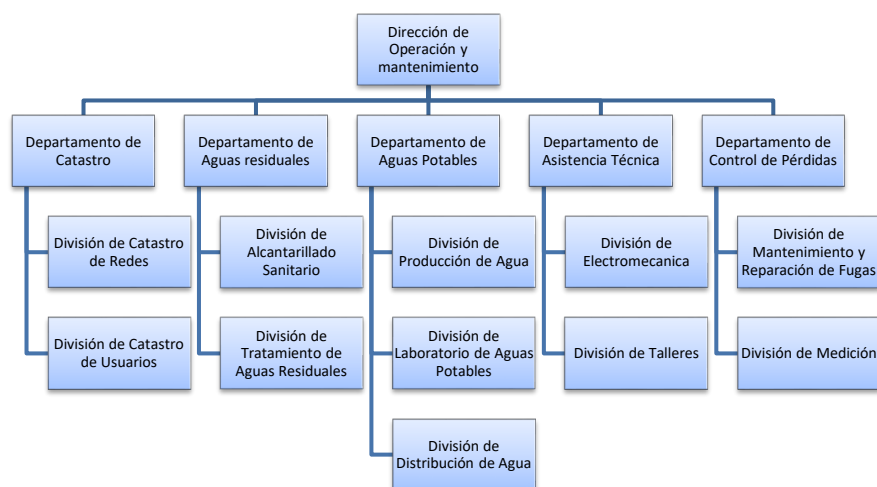 Dirección de
Operación y
mantenimiento
Departamento de
Catastro
Departamento de
Aguas residuales
Departamento de
Aguas Potables
Departamento de
Asistencia Técnica
Departamento de
Control de Pérdidas
División de Catastro
de Redes
División de
Alcantarillado
Sanitario
División de
Producción de Agua
División de
Electromecanica
División de
Mantenimiento y
Reparación de Fugas
División de Catastro
de Usuarios
División de
Tratamiento de
Aguas Residuales
División de
Laboratorio de Aguas
Potables
División de Talleres
División de Medición
División de
Distribución de Agua